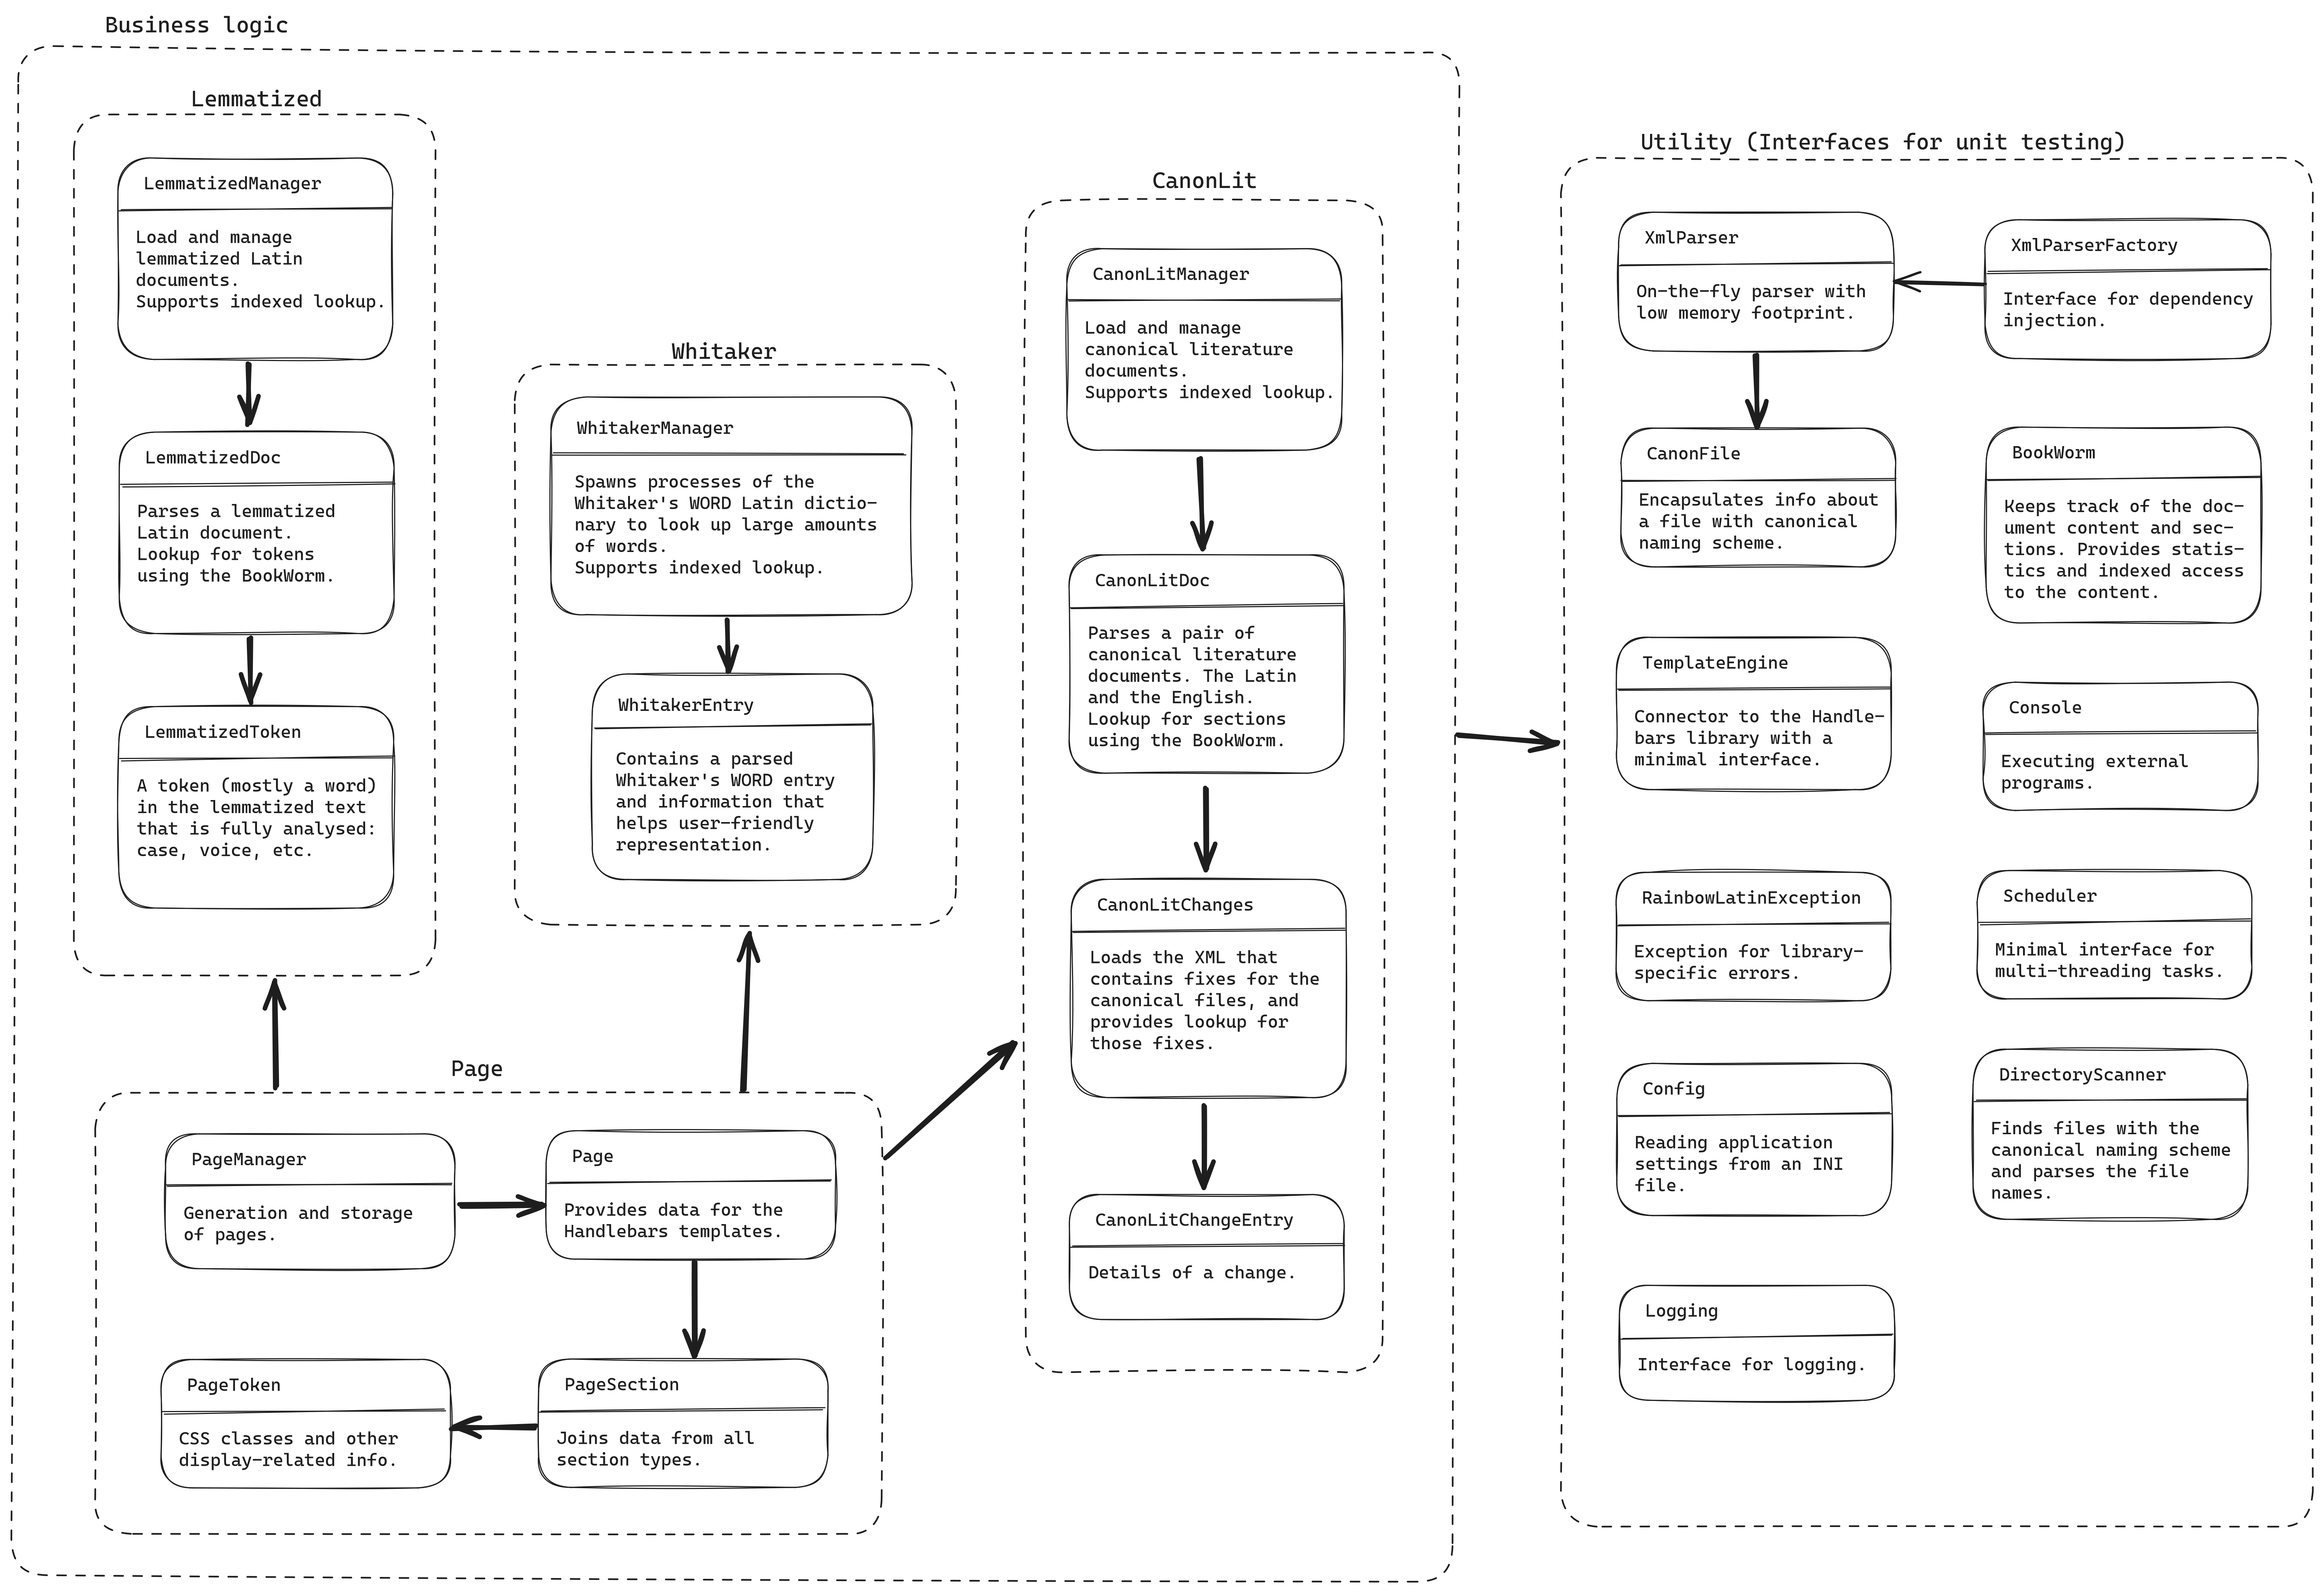 Business logic
Lemmatized
LemmatizedManager
Load and manage
lemmatized Latin
documents.
Supports indexed lookup.
LemmatizedDoc
Parses a lemmatized
Latin document.
Lookup for tokens
using the BookWorm.
LemmatizedToken
A token (mostly a word)
in the lemmatized text
that is fully analysed:
case, voice, etc.
Whitaker
WhitakerManager
Spawns processes of the
Whitaker's WORD Latin dictio-
nary to look up large amounts
of words.
Supports indexed lookup.
WhitakerEntry
Contains a parsed
Whitaker's WORD entry
and information that
helps user-friendly
representation.
Page
PageManager
Generation and storage
of pages.
Page
Provides data for the
Handlebars templates.
PageToken
CSS classes and other
display-related info.
PageSection
Joins data from all
section types.
CanonLit
CanonLitManager
Load and manage
canonical literature
documents.
Supports indexed lookup.
CanonLitDoc
Parses a pair of
canonical literature
documents. The Latin
and the English.
Lookup for sections
using the BookWorm.
CanonLitChanges
Loads the XML that
contains fixes for the
canonical files, and
provides lookup for
those fixes.
CanonLitChangeEntry
Details of a change.
Utility (Interfaces for unit testing)
XmlParser
On-the-fly parser with
low memory footprint.
XmlParserFactory
Interface for dependency
injection.
CanonFile
Encapsulates info about
a file with canonical
naming scheme.
BookWorm
Keeps track of the doc-
ument content and sec-
tions. Provides statis-
tics and indexed access
to the content.
TemplateEngine
Connector to the Handle-
bars library with a
minimal interface.
Console
Executing external
programs.
RainbowLatinException
Exception for library-
specific errors.
Scheduler
Minimal interface for
multi-threading tasks.
Config
Reading application
settings from an INI
file.
DirectoryScanner
Finds files with the
canonical naming scheme
and parses the file
names.
Logging
Interface for logging.